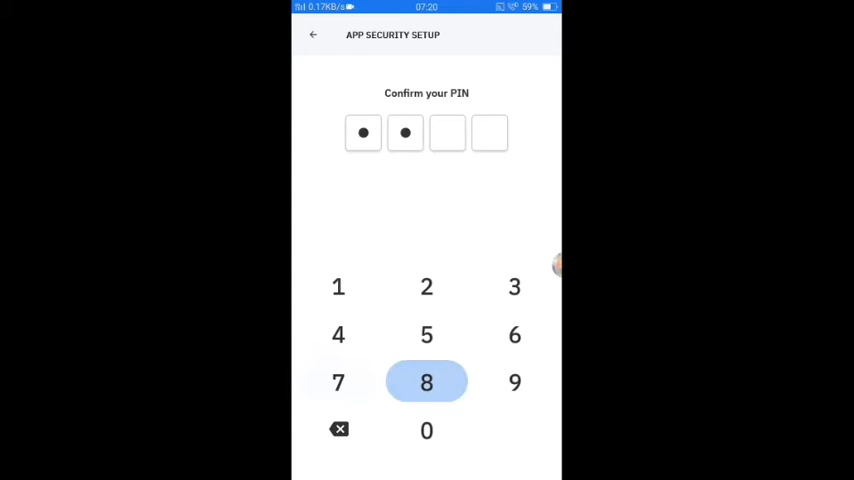 0.17KB/s 07:20 59%
APP SECURITY SETUP
Confirm your PIN
1 2 3
4 5 6
7 8 9
0